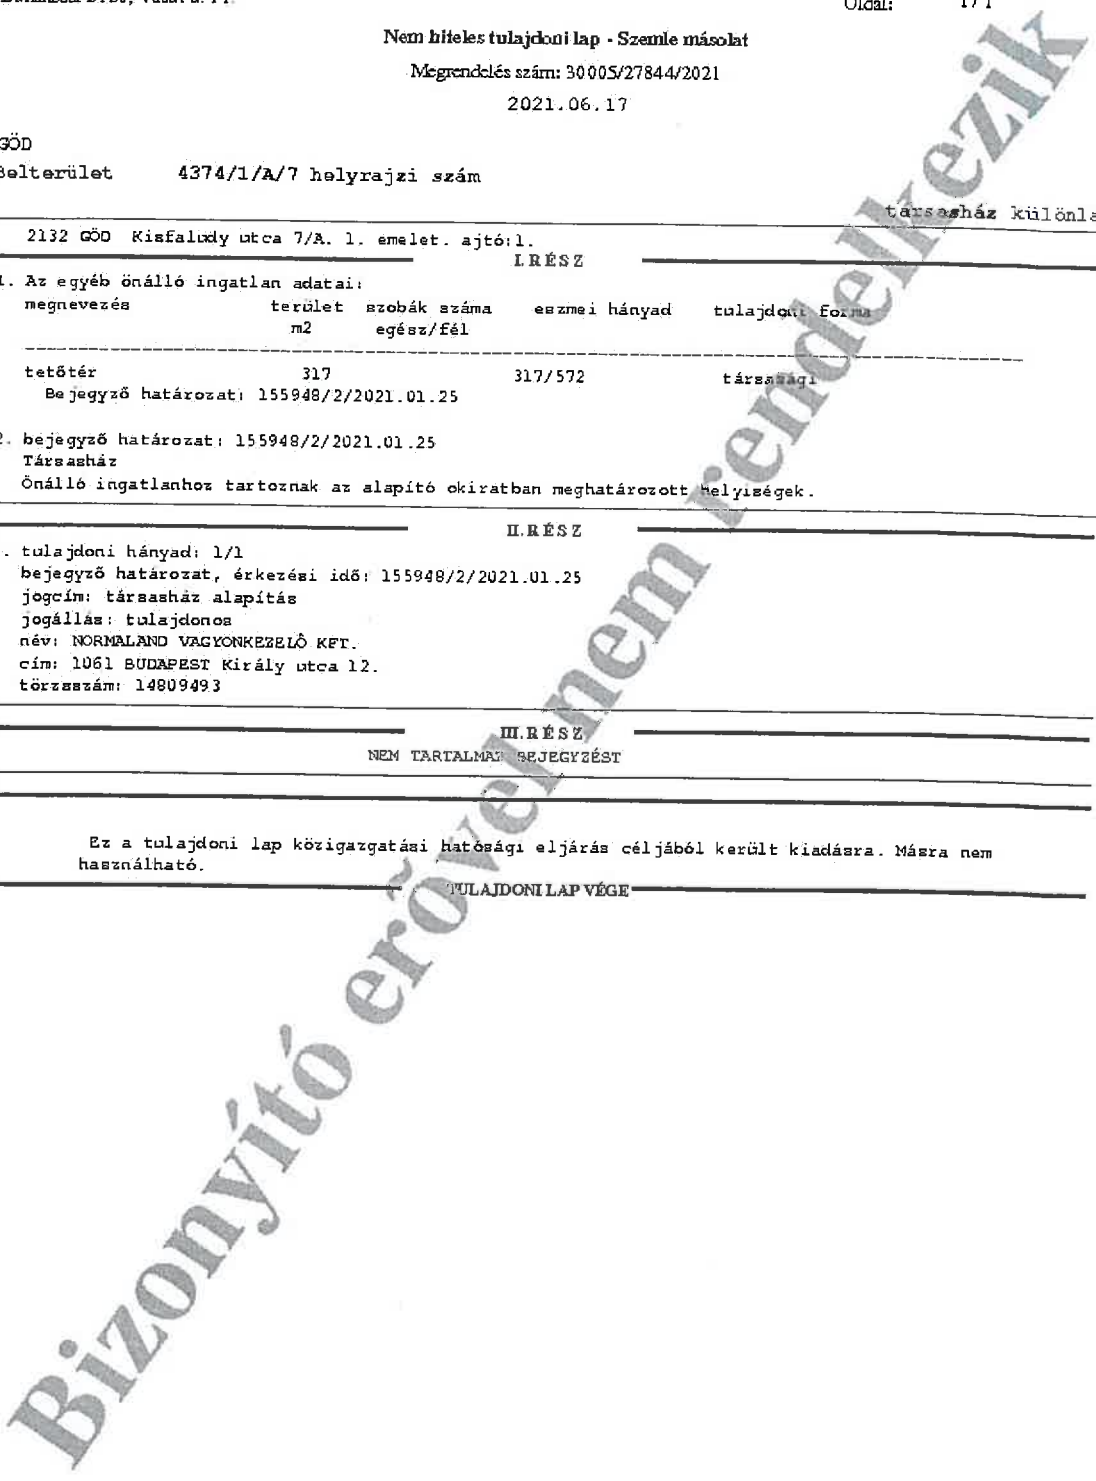 Oldal: 1 / 1
Nem hiteles tulajdoni lap - Szemle másolat
Megrendelés szám: 30005/27844/2021
2021.06.17
GÖD
Belterület 4374/1/A/7 helyrajzi szám
társasház különla
2132 GÖD Kisfaludy utca 7/A. 1. emelet. ajtó:1.
I. RÉSZ
1. Az egyéb önálló ingatlan adatai:
megnevezés terület szobák száma eszmei hányad tulajdoni forma
m2 egész/fél
tetőtér 317 317/572 társasági
Bejegyző határozat: 155948/2/2021.01.25
2. bejegyző határozat: 155948/2/2021.01.25
Társasház
Önálló ingatlanhoz tartoznak az alapító okiratban meghatározott helyiségek.
II. RÉSZ
. tulajdoni hányad: 1/1
bejegyző határozat, érkezési idő: 155948/2/2021.01.25
jogcím: társasház alapítás
jogállás: tulajdonos
név: NORMALAND VAGYONKEZELŐ KFT.
cím: 1061 BUDAPEST Király utca 12.
törzsszám: 14809493
III. RÉSZ
NEM TARTALMAZ BEJEGYZÉST
Ez a tulajdoni lap közigazgatási hatósági eljárás céljából került kiadásra. Másra nem
használható.
TULAJDONI LAP VÉGE
Bizonyító erővel nem rendelkezik